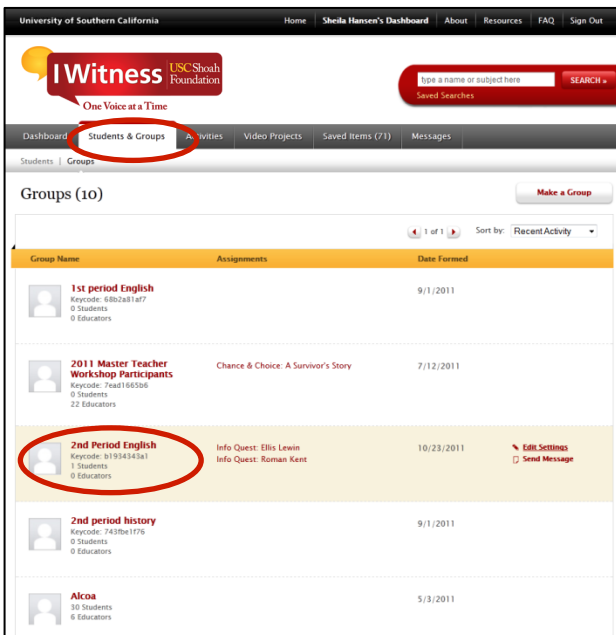 University of Southern California Home Sheila Hansen's Dashboard About Resources FAQ Sign Out
IWitness USC Shoah Foundation
One Voice at a Time
type a name or subject here SEARCH »
Saved Searches
Dashboard Students & Groups Activities Video Projects Saved Items (71) Messages
Students | Groups
Groups (10) Make a Group
1 of 1 Sort by: Recent Activity
Group Name Assignments Date Formed
1st period English 9/1/2011
Keycode: 68b2a81af7
0 Students
0 Educators
2011 Master Teacher Chance & Choice: A Survivor's Story 7/12/2011
Workshop Participants
Keycode: 7ead1665b6
0 Students
22 Educators
2nd Period English Info Quest: Ellis Lewin 10/23/2011 Edit Settings
Keycode: b1934343a1 Info Quest: Roman Kent Send Message
1 Students
0 Educators
2nd period history 9/1/2011
Keycode: 743fbe1f76
0 Students
0 Educators
Alcoa 5/3/2011
30 Students
6 Educators